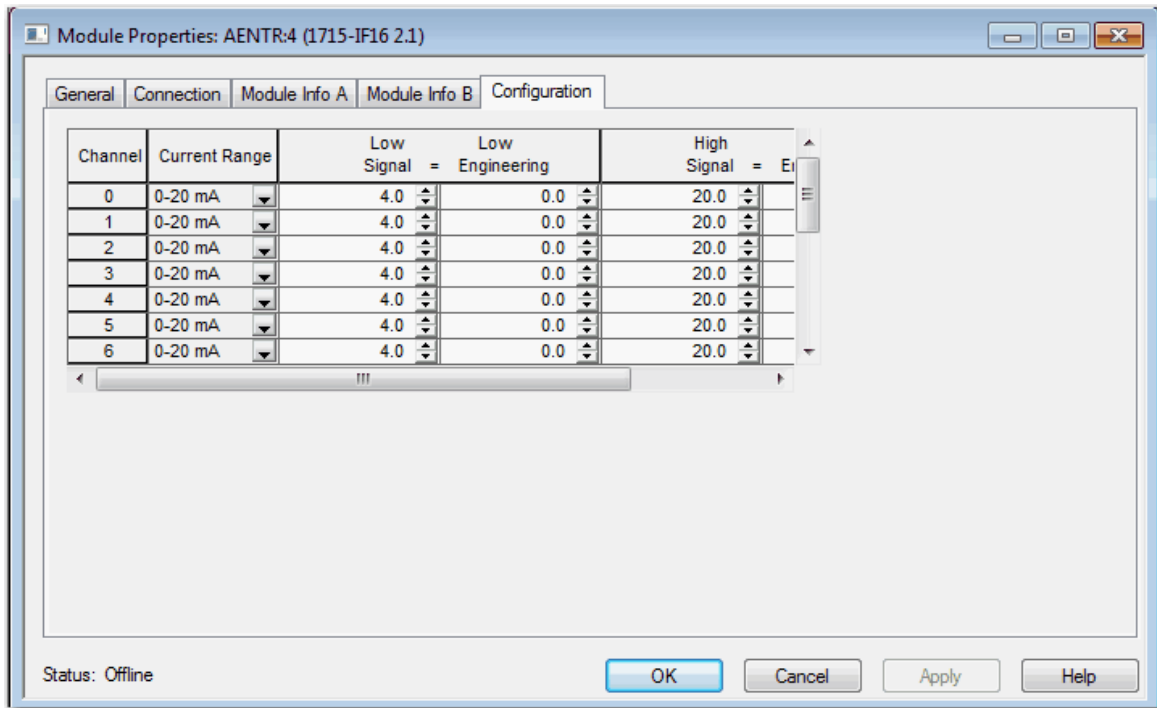 Module Properties: AENTR:4 (1715-IF16 2.1)
General Connection Module Info A Module Info B Configuration
Channel Current Range Low Signal = Low Engineering High Signal = En
0 0-20 mA 4.0 0.0 20.0
1 0-20 mA 4.0 0.0 20.0
2 0-20 mA 4.0 0.0 20.0
3 0-20 mA 4.0 0.0 20.0
4 0-20 mA 4.0 0.0 20.0
5 0-20 mA 4.0 0.0 20.0
6 0-20 mA 4.0 0.0 20.0
Status: Offline OK Cancel Apply Help